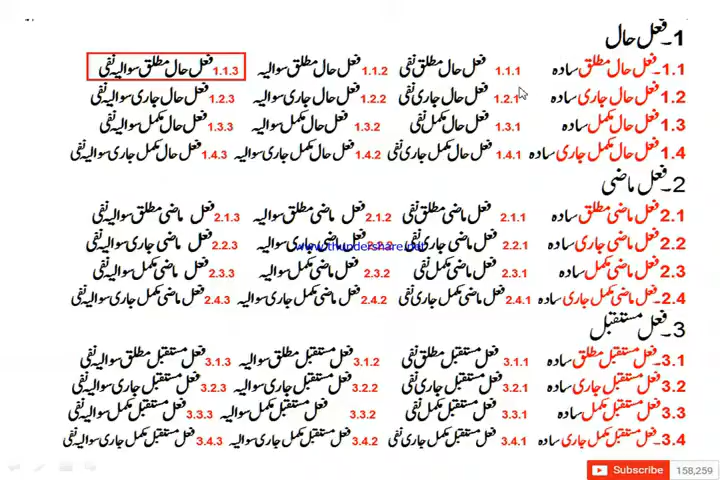 1۔ فعل حال
1.1۔ فعل حال مطلق سادہ 1.1.1 فعل حال مطلق نفی 1.1.2 فعل حال مطلق سوالیہ 1.1.3 فعل حال مطلق سوالیہ نفی
1.2 فعل حال جاری سادہ 1.2.1 فعل حال جاری نفی 1.2.2 فعل حال جاری سوالیہ 1.2.3 فعل حال جاری سوالیہ نفی
1.3 فعل حال مکمل سادہ 1.3.1 فعل حال مکمل نفی 1.3.2 فعل حال مکمل سوالیہ 1.3.3 فعل حال مکمل سوالیہ نفی
1.4 فعل حال مکمل جاری سادہ 1.4.1 فعل حال مکمل جاری نفی 1.4.2 فعل حال مکمل جاری سوالیہ 1.4.3 فعل حال مکمل جاری سوالیہ نفی
2۔ فعل ماضی
2.1 فعل ماضی مطلق سادہ 2.1.1 فعل ماضی مطلق نفی 2.1.2 فعل ماضی مطلق سوالیہ 2.1.3 فعل ماضی مطلق سوالیہ نفی
2.2 فعل ماضی جاری سادہ 2.2.1 فعل ماضی جاری نفی 2.2.2 فعل ماضی جاری سوالیہ 2.2.3 فعل ماضی جاری سوالیہ نفی
www.thundershare.net
2.3 فعل ماضی مکمل سادہ 2.3.1 فعل ماضی مکمل نفی 2.3.2 فعل ماضی مکمل سوالیہ 2.3.3 فعل ماضی مکمل سوالیہ نفی
2.4۔ فعل ماضی مکمل جاری سادہ 2.4.1 فعل ماضی مکمل جاری نفی 2.4.2 فعل ماضی مکمل جاری سوالیہ 2.4.3 فعل ماضی مکمل جاری سوالیہ نفی
3۔ فعل مستقبل
3.1۔ فعل مستقبل مطلق سادہ 3.1.1 فعل مستقبل مطلق نفی 3.1.2 فعل مستقبل مطلق سوالیہ 3.1.3 فعل مستقبل مطلق سوالیہ نفی
3.2۔ فعل مستقبل جاری سادہ 3.2.1 فعل مستقبل جاری نفی 3.2.2 فعل مستقبل جاری سوالیہ 3.2.3 فعل مستقبل جاری سوالیہ نفی
3.3۔ فعل مستقبل مکمل سادہ 3.3.1 فعل مستقبل مکمل نفی 3.3.2 فعل مستقبل مکمل سوالیہ 3.3.3 فعل مستقبل مکمل سوالیہ نفی
3.4۔ فعل مستقبل مکمل جاری سادہ 3.4.1 فعل مستقبل مکمل جاری نفی 3.4.2 فعل مستقبل مکمل جاری سوالیہ 3.4.3 فعل مستقبل مکمل جاری سوالیہ نفی
Subscribe 158,259